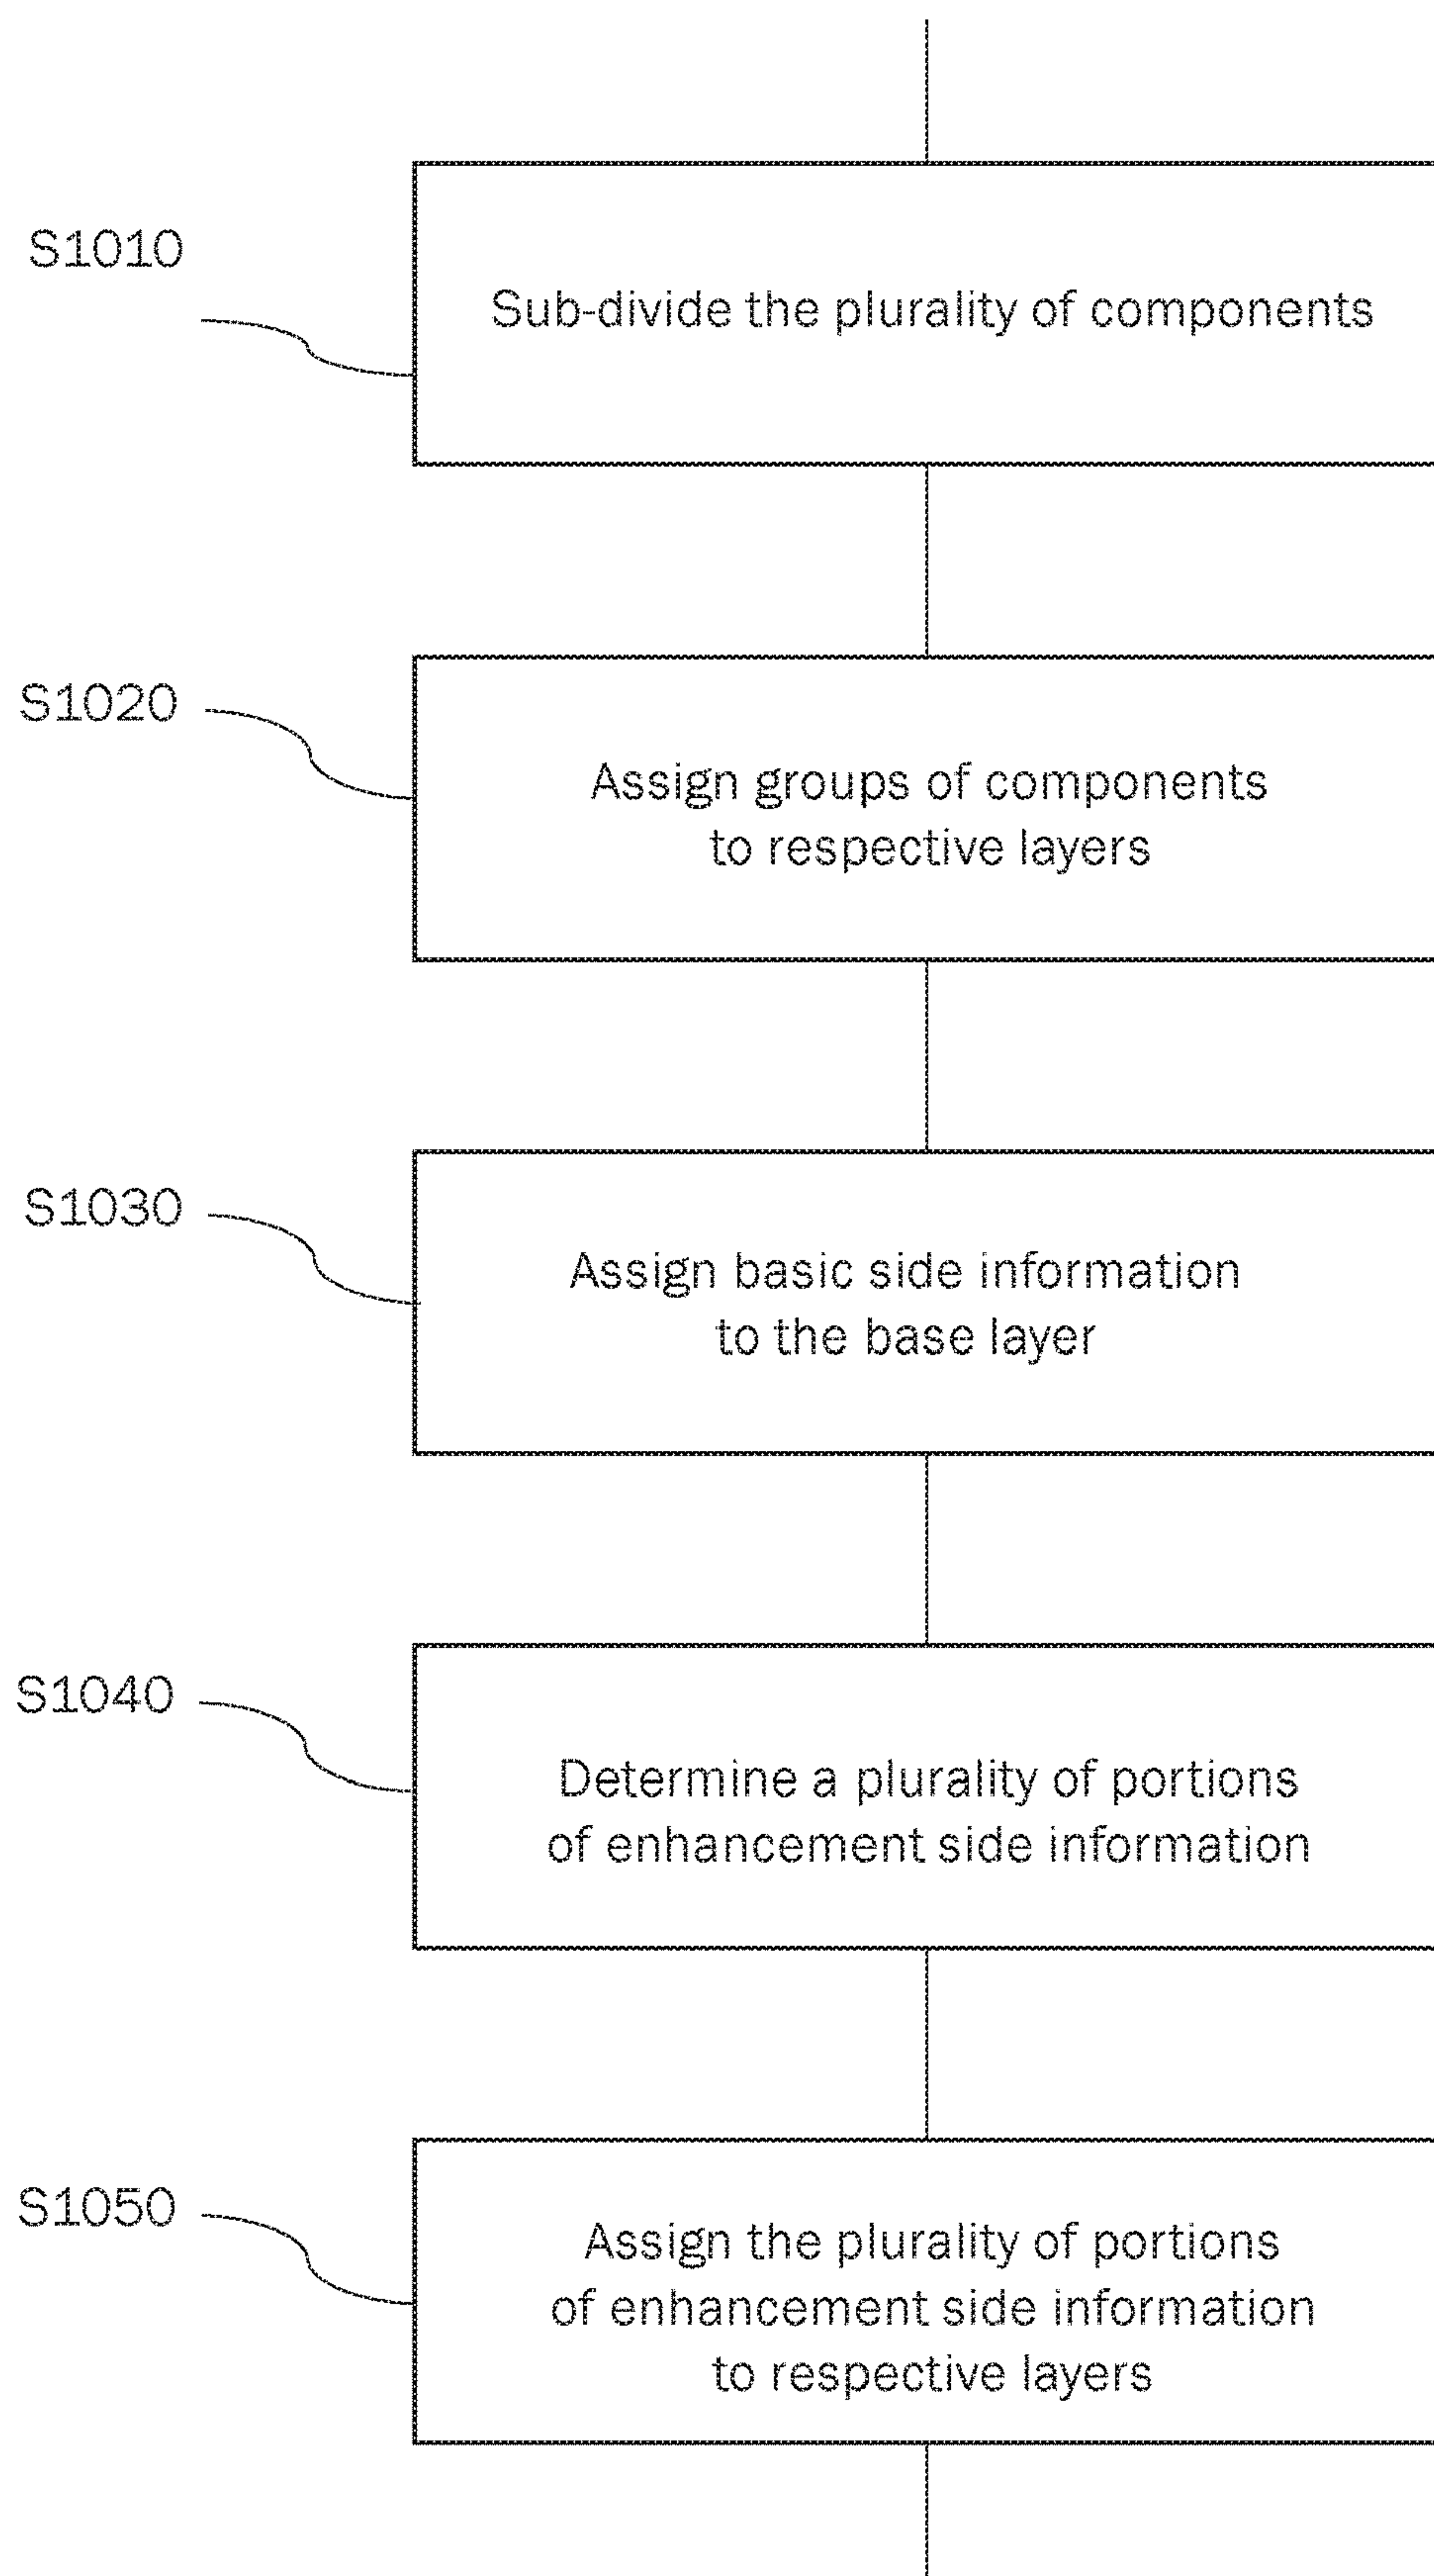 S1010
Sub-divide the plurality of components
S1020
Assign groups of components
to respective layers
S1030
Assign basic side information
to the base layer
S1040
Determine a plurality of portions
of enhancement side information
S1050
Assign the plurality of portions
of enhancement side information
to respective layers